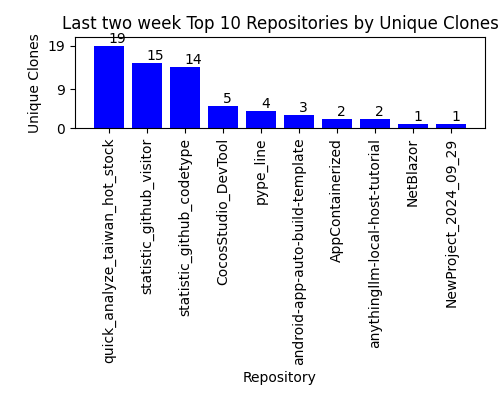 Last two week Top 10 Repositories by Unique Clones
Unique Clones
19
9
0
19
15
14
5
4
3
2
2
1
1
quick_analyze_taiwan_hot_stock
statistic_github_visitor
statistic_github_codetype
CocosStudio_DevTool
pype_line
android-app-auto-build-template
AppContainerized
anythingllm-local-host-tutorial
NetBlazor
NewProject_2024_09_29
Repository